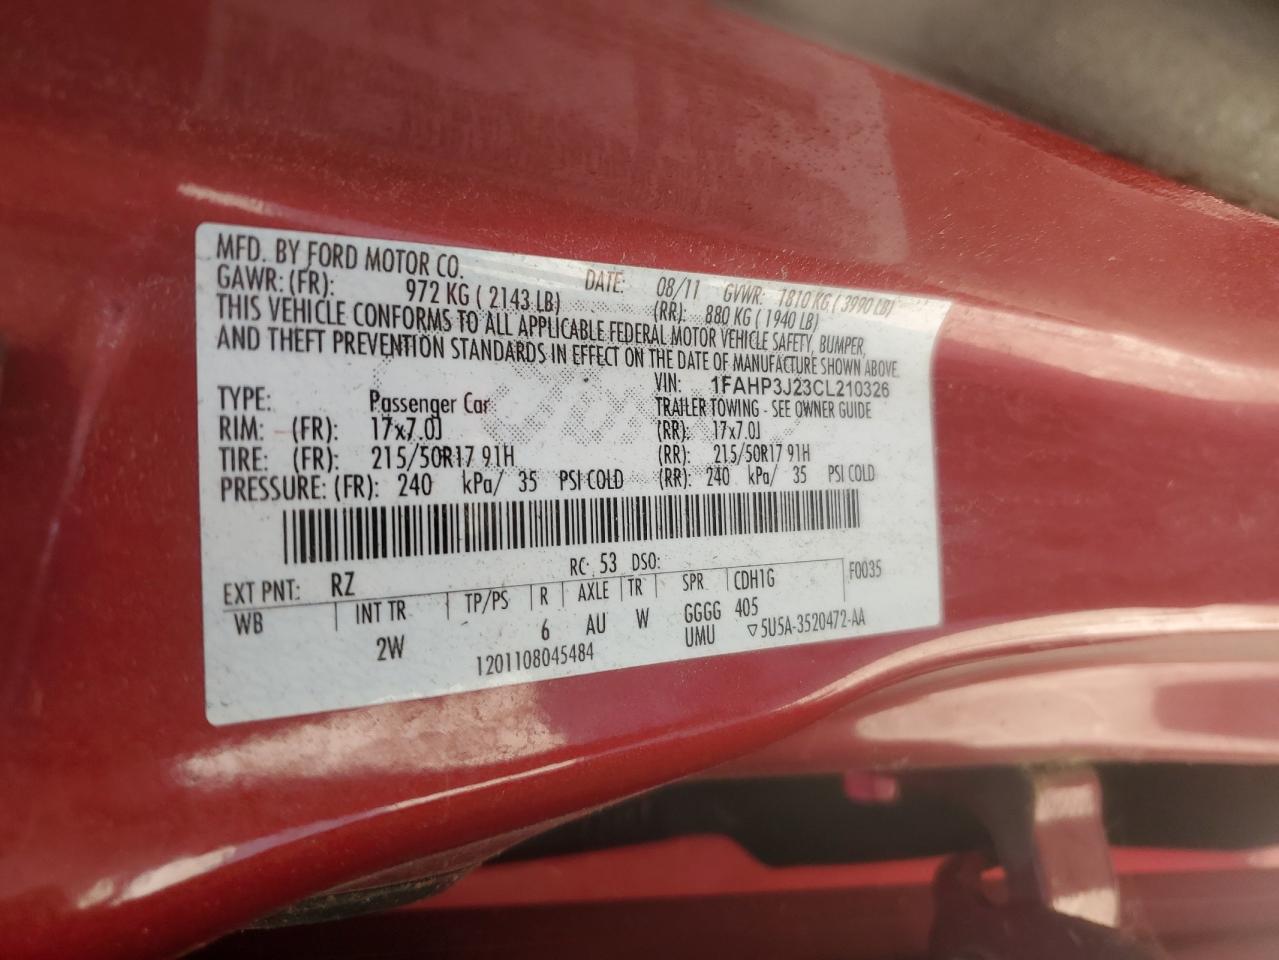 MFD. BY FORD MOTOR CO.
DATE: 08/11 GVWR: 1810 KG ( 3990 LB)
GAWR: (FR): 972 KG ( 2143 LB) (RR): 880 KG ( 1940 LB)
THIS VEHICLE CONFORMS TO ALL APPLICABLE FEDERAL MOTOR VEHICLE SAFETY, BUMPER,
AND THEFT PREVENTION STANDARDS IN EFFECT ON THE DATE OF MANUFACTURE SHOWN ABOVE.
VIN: 1FAHP3J23CL210326
TYPE: Passenger Car TRAILER TOWING - SEE OWNER GUIDE
RIM: (FR): 17x7.0J (RR): 17x7.0J
TIRE: (FR): 215/50R17 91H (RR): 215/50R17 91H
PRESSURE: (FR): 240 kPa/ 35 PSI COLD (RR): 240 kPa/ 35 PSI COLD
EXT PNT: RZ RC: 53 DSO: F0035
WB INT TR TP/PS R AXLE TR SPR CDH1G
2W 6 AU W GGGG 405
1201108045484 UMU ▽5U5A-3520472-AA